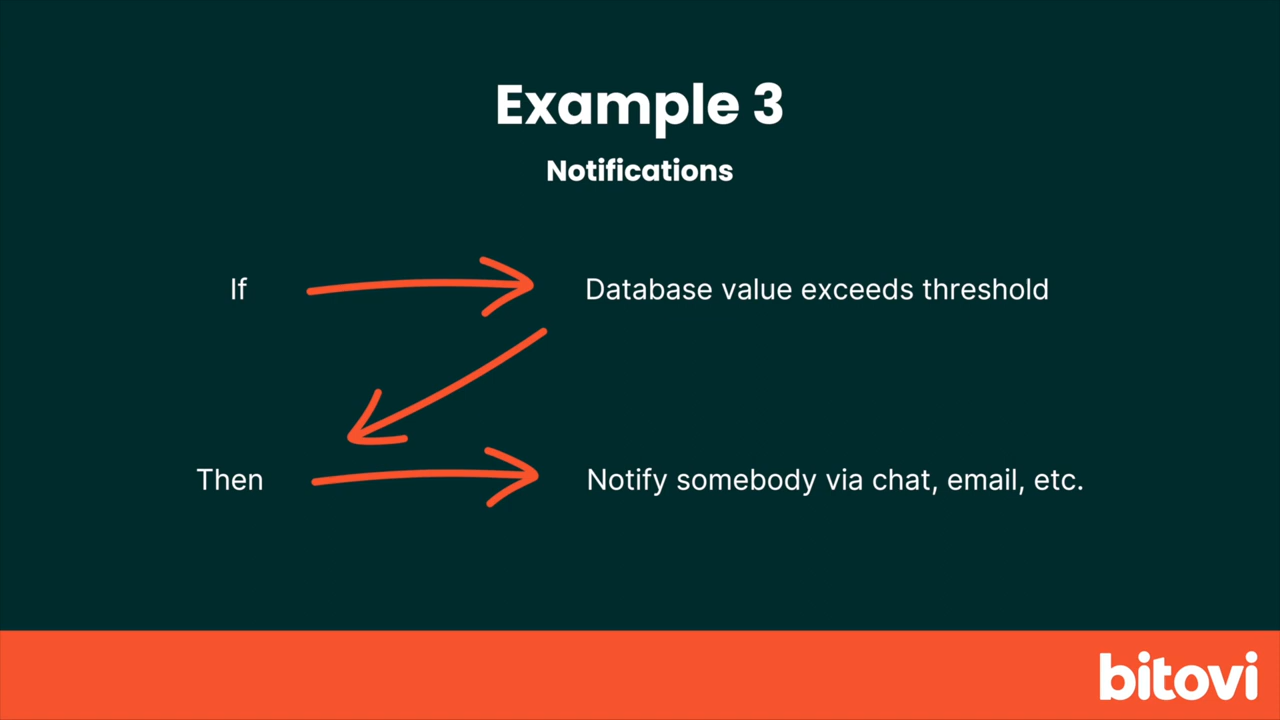 Example 3
Notifications
If
Database value exceeds threshold
Then
Notify somebody via chat, email, etc.
bitovi